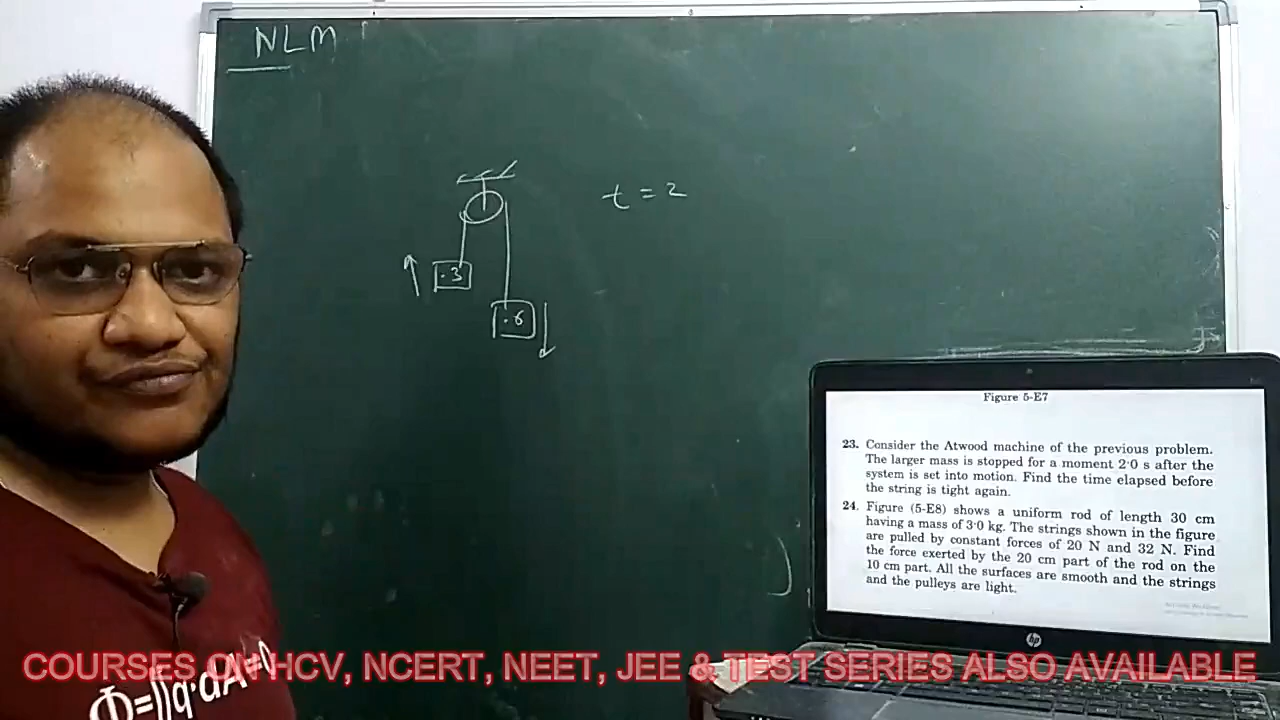 NLM
t = 2
.3
.6
Figure 5-E7
23. Consider the Atwood machine of the previous problem.
The larger mass is stopped for a moment 2·0 s after the
system is set into motion. Find the time elapsed before
the string is tight again.
24. Figure (5-E8) shows a uniform rod of length 30 cm
having a mass of 3·0 kg. The strings shown in the figure
are pulled by constant forces of 20 N and 32 N. Find
the force exerted by the 20 cm part of the rod on the
10 cm part. All the surfaces are smooth and the strings
and the pulleys are light.
hp
Φ=∫∫q·dA=0
COURSES ON HCV, NCERT, NEET, JEE & TEST SERIES ALSO AVAILABLE